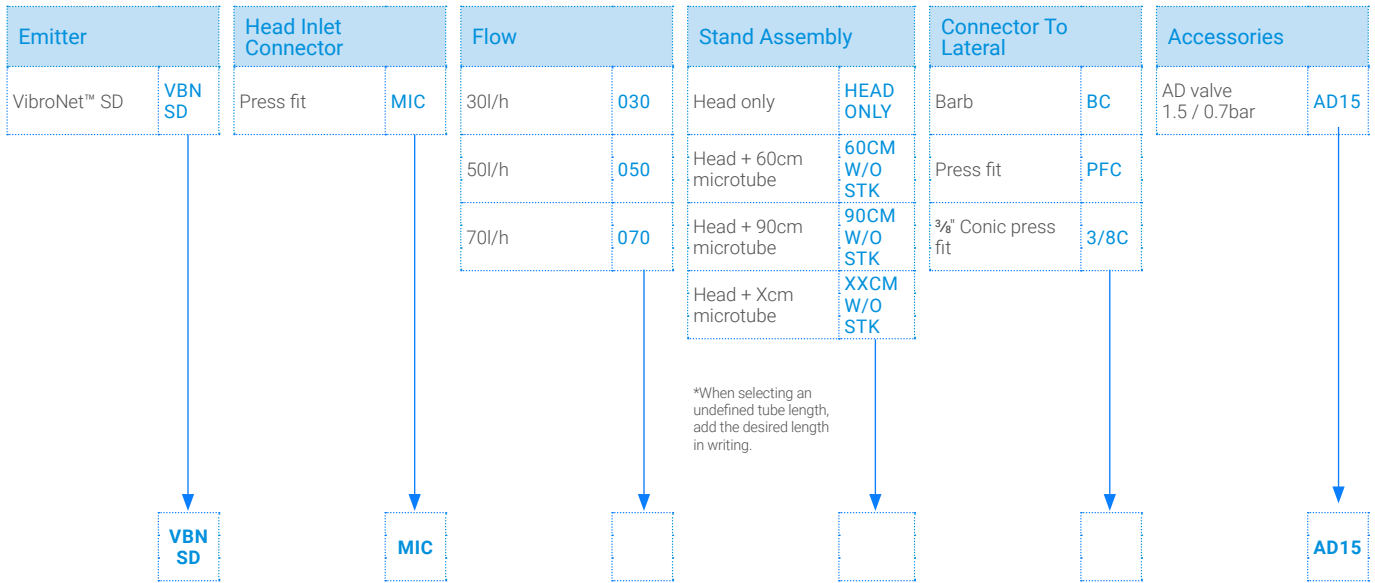 Emitter
VibroNet™ SD
VBN
SD
Head Inlet
Connector
Press fit
MIC
Flow
30l/h
030
50l/h
050
70l/h
070
Stand Assembly
Head only
HEAD
ONLY
Head + 60cm
microtube
60CM
W/O
STK
Head + 90cm
microtube
90CM
W/O
STK
Head + Xcm
microtube
XXCM
W/O
STK
*When selecting an
undefined tube length,
add the desired length
in writing.
Connector To
Lateral
Barb
BC
Press fit
PFC
⅜" Conic press
fit
3/8C
Accessories
AD valve
1.5 / 0.7bar
AD15
VBN
SD
MIC
AD15